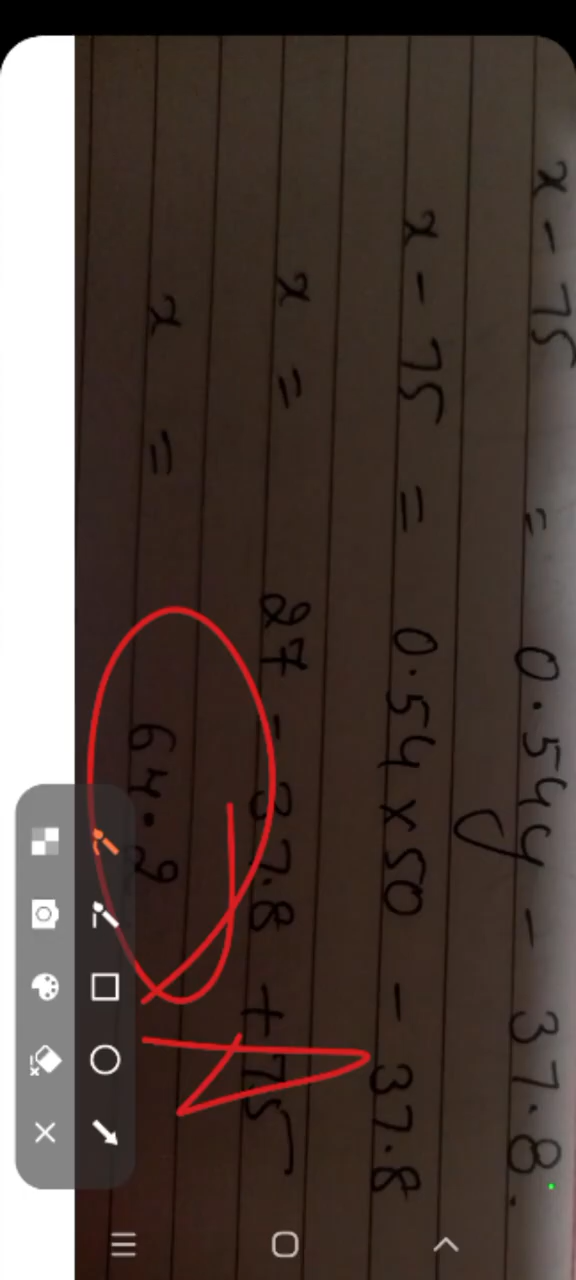 x - 75 = 0.54y - 37.8.
x - 75 = 0.54 x 50 - 37.8
x = 27 - 37.8 + 75
x = 64.2